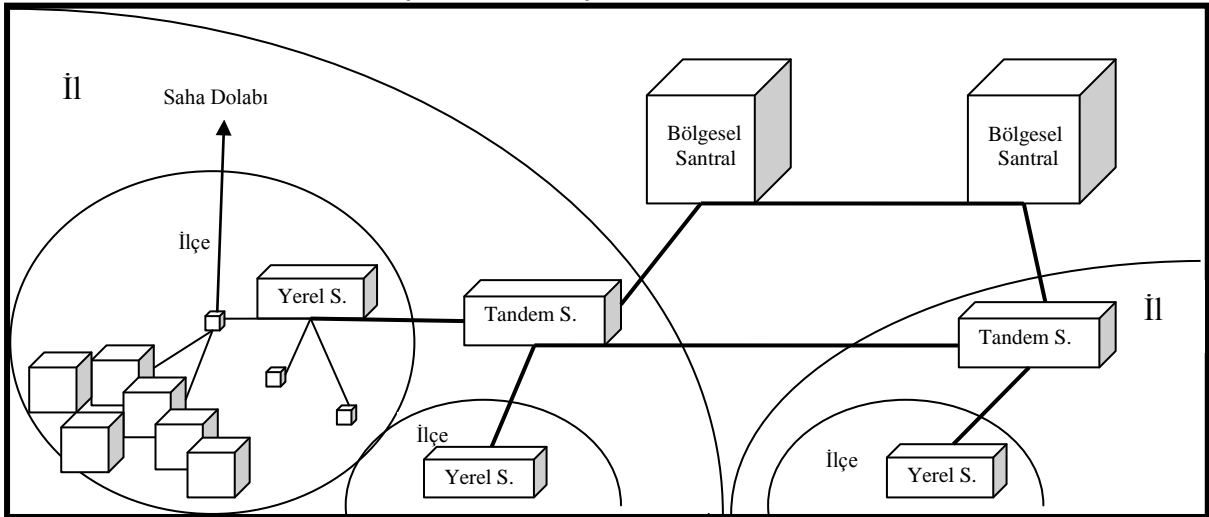 İl
Saha Dolabı
Bölgesel
Santral
Bölgesel
Santral
İlçe
Yerel S.
Tandem S.
İl
Tandem S.
İlçe
Yerel S.
İlçe
Yerel S.